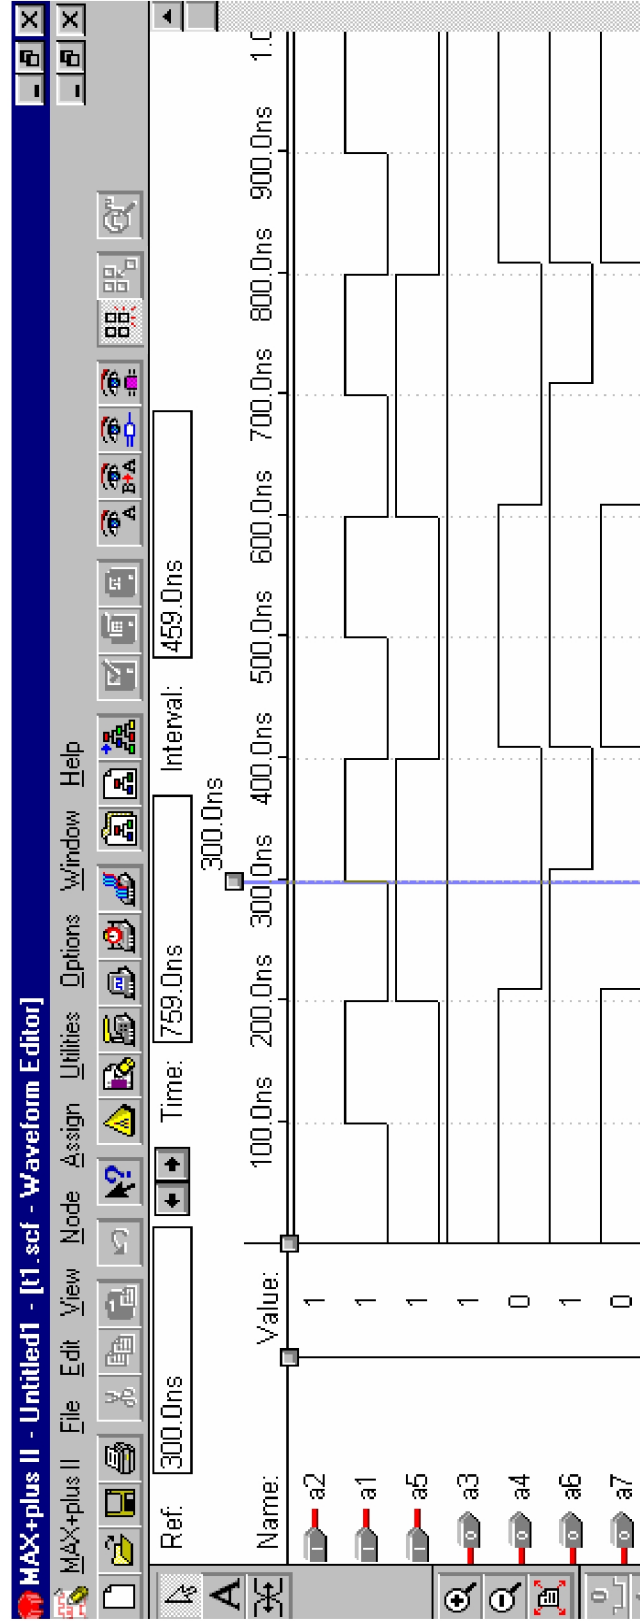 MAX+plus II - Untitled1 - [t1.scf - Waveform Editor]
MAX+plus II File Edit View Node Assign Utilities Options Window Help
A B+A
Ref: 300.0ns Time: 759.0ns Interval: 459.0ns
300.0ns
Name: Value: 100.0ns 200.0ns 300.0ns 400.0ns 500.0ns 600.0ns 700.0ns 800.0ns 900.0ns 1.0
A
a2 1
a1 1
a5 1
a3 1
a4 0
a6 1
a7 0